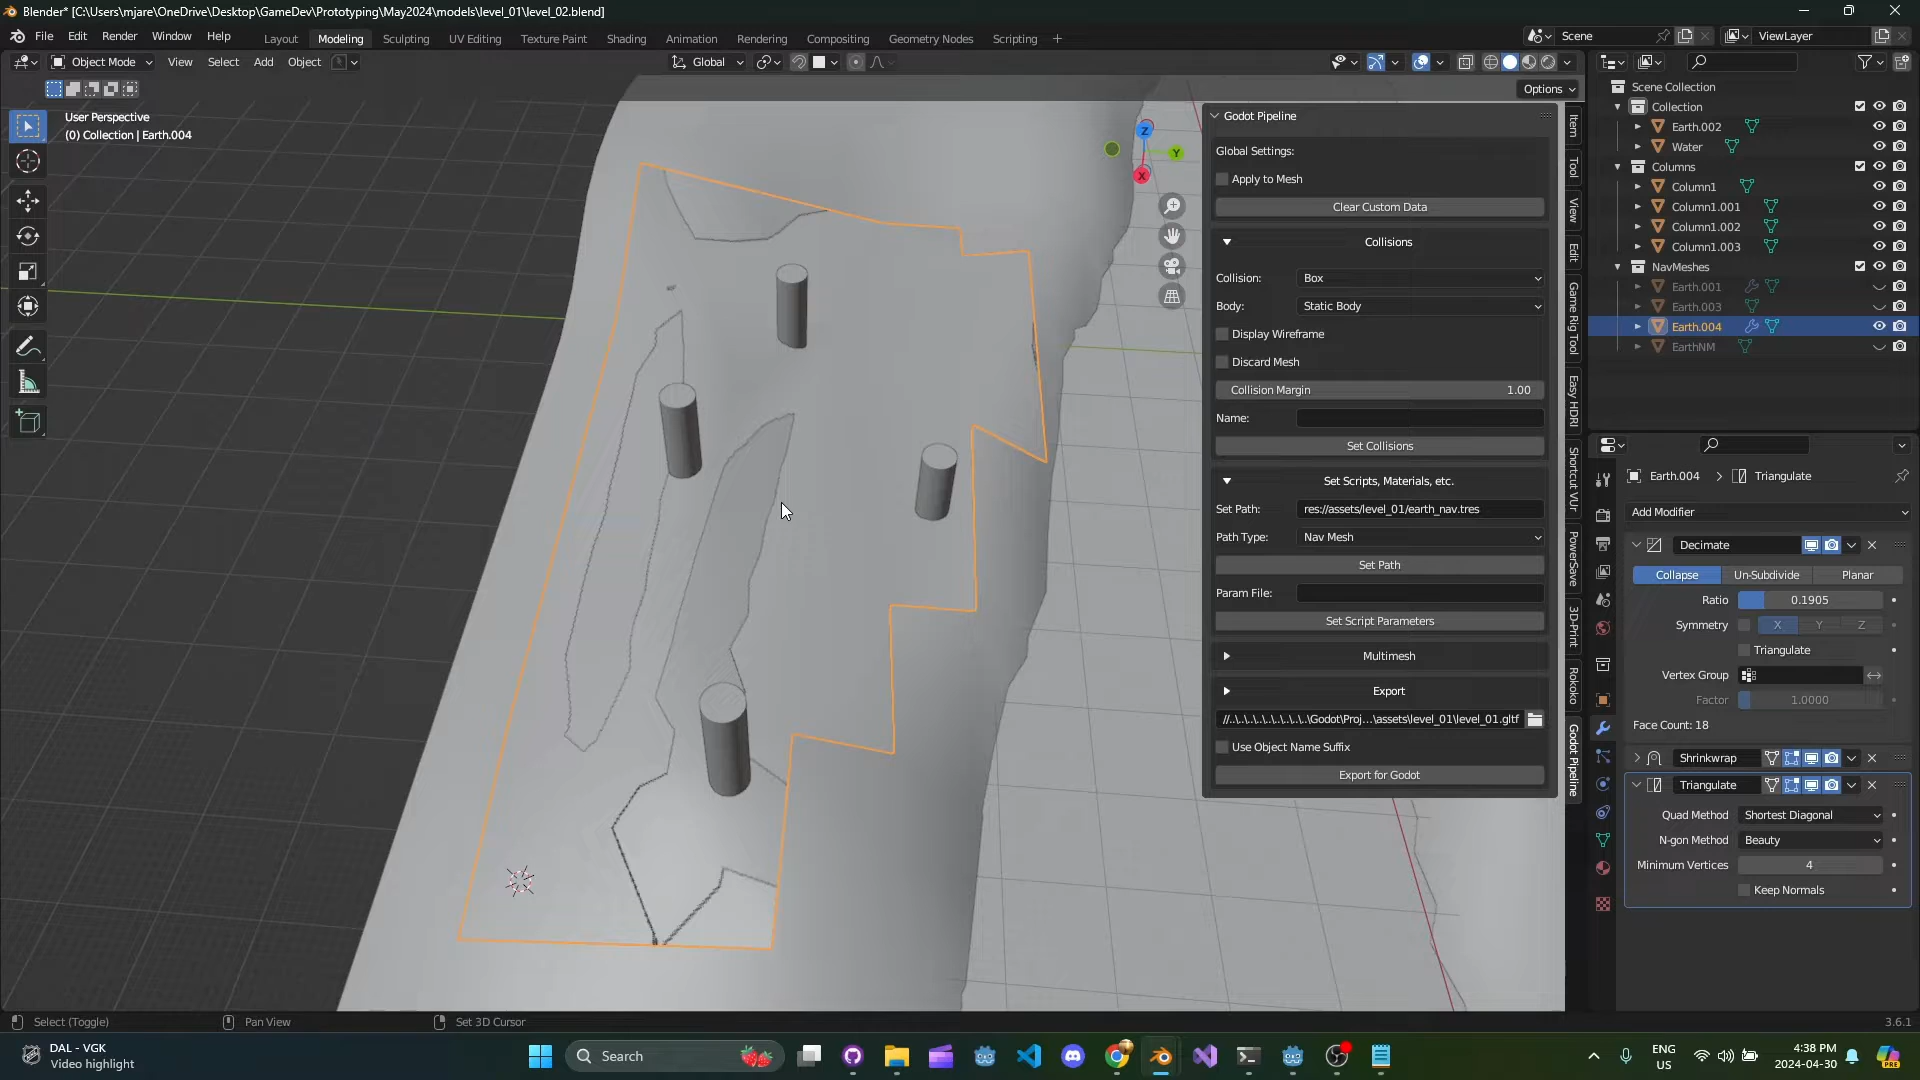 Blender* [C:\Users\mjare\OneDrive\Desktop\GameDev\Prototyping\May2024\models\level_01\level_02.blend]
File Edit Render Window Help
Layout Modeling Sculpting UV Editing Texture Paint Shading Animation Rendering Compositing Geometry Nodes Scripting +
Scene
ViewLayer
Object Mode View Select Add Object
Global
Options
User Perspective
(0) Collection | Earth.004
Z
Y
X
Godot Pipeline
Global Settings:
Apply to Mesh
Clear Custom Data
Collisions
Collision: Box
Body: Static Body
Display Wireframe
Discard Mesh
Collision Margin 1.00
Name:
Set Collisions
Set Scripts, Materials, etc.
Set Path: res://assets/level_01/earth_nav.tres
Path Type: Nav Mesh
Set Path
Param File:
Set Script Parameters
Multimesh
Export
//..\..\..\..\..\..\..\..\..\Godot\Proj...\assets\level_01\level_01.gltf
Use Object Name Suffix
Export for Godot
Item
Tool
View
Edit
Game Rig Tool
Easy HDRI
Shortcut VUr
PowerSave
3D-Print
Rokoko
Godot Pipeline
Scene Collection
Collection
Earth.002
Water
Columns
Column1
Column1.001
Column1.002
Column1.003
NavMeshes
Earth.001
Earth.003
Earth.004
EarthNM
Earth.004 > Triangulate
Add Modifier
Decimate
Collapse Un-Subdivide Planar
Ratio 0.1905
Symmetry X Y Z
Triangulate
Vertex Group
Factor 1.0000
Face Count: 18
Shrinkwrap
Triangulate
Quad Method Shortest Diagonal
N-gon Method Beauty
Minimum Vertices 4
Keep Normals
Select (Toggle) Pan View Set 3D Cursor 3.6.1
DAL - VGK
Video highlight
Search
ENG
US
4:38 PM
2024-04-30
PRE